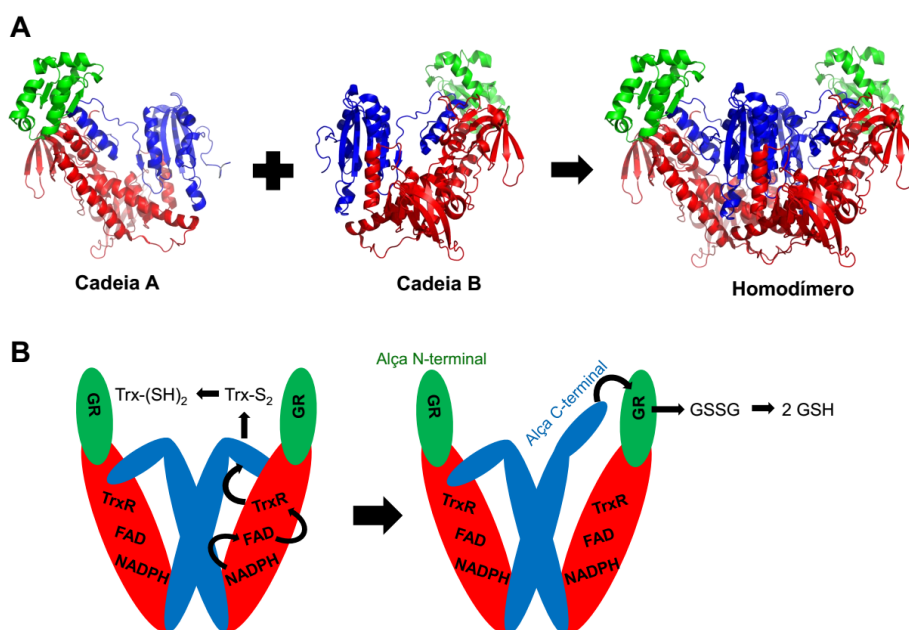 A
Cadeia A
Cadeia B
Homodímero
B
GR
Trx-(SH)₂
Trx-S₂
GR
TrxR
FAD
NADPH
TrxR
FAD
NADPH
Alça N-terminal
Alça C-terminal
GR
GR
GSSG
2 GSH
TrxR
FAD
NADPH
TrxR
FAD
NADPH